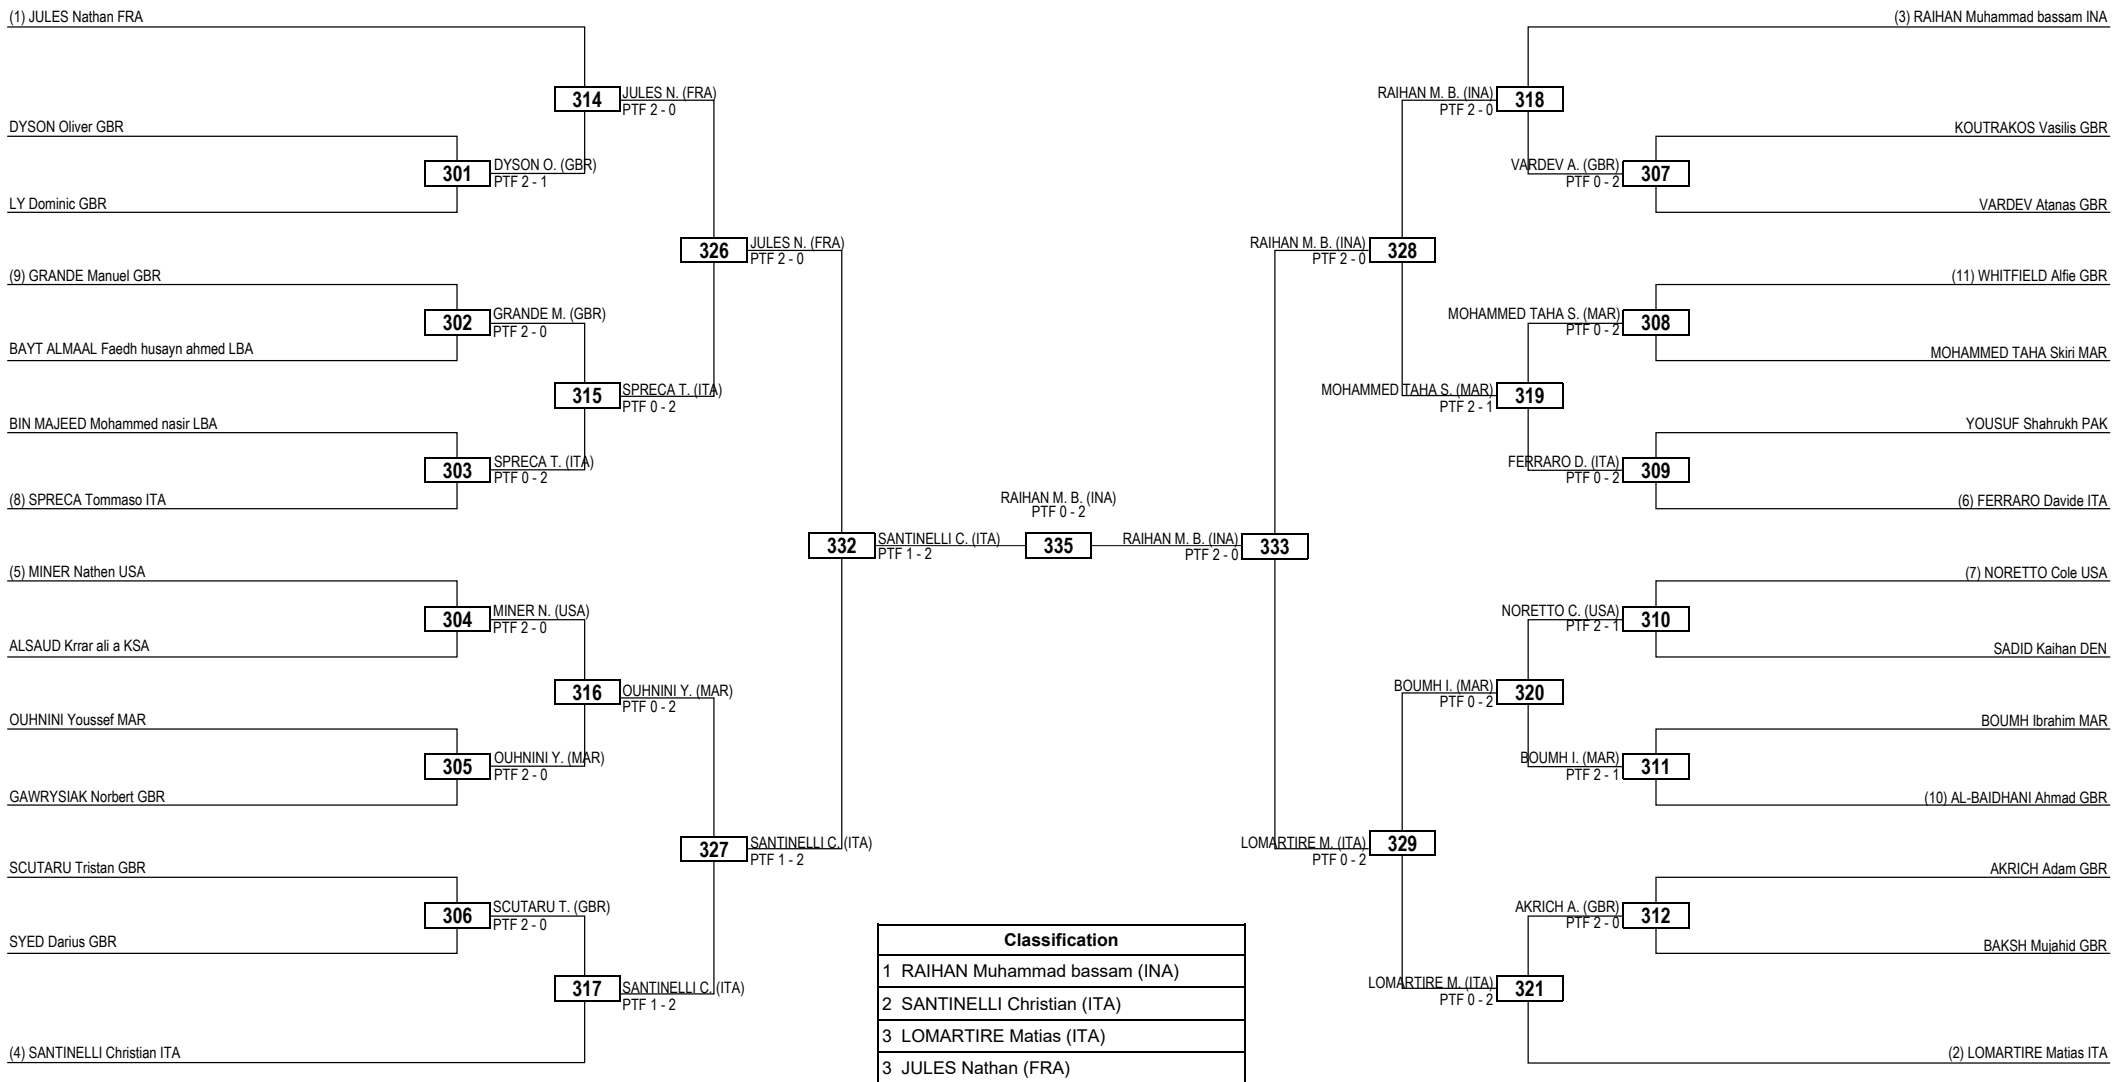 (1) JULES Nathan FRA
(3) RAIHAN Muhammad bassam INA
314
JULES N. (FRA)
PTF 2 - 0
RAIHAN M. B. (INA)
PTF 2 - 0
318
DYSON Oliver GBR
KOUTRAKOS Vasilis GBR
301
DYSON O. (GBR)
PTF 2 - 1
VARDEV A. (GBR)
PTF 0 - 2
307
LY Dominic GBR
VARDEV Atanas GBR
326
JULES N. (FRA)
PTF 2 - 0
RAIHAN M. B. (INA)
PTF 2 - 0
328
(9) GRANDE Manuel GBR
(11) WHITFIELD Alfie GBR
302
GRANDE M. (GBR)
PTF 2 - 0
MOHAMMED TAHA S. (MAR)
PTF 0 - 2
308
BAYT ALMAAL Faedh husayn ahmed LBA
MOHAMMED TAHA Skiri MAR
315
SPRECA T. (ITA)
PTF 0 - 2
MOHAMMED TAHA S. (MAR)
PTF 2 - 1
319
BIN MAJEED Mohammed nasir LBA
YOUSUF Shahrukh PAK
303
SPRECA T. (ITA)
PTF 0 - 2
FERRARO D. (ITA)
PTF 0 - 2
309
(8) SPRECA Tommaso ITA
(6) FERRARO Davide ITA
RAIHAN M. B. (INA)
PTF 0 - 2
332
SANTINELLI C. (ITA)
PTF 1 - 2
335
RAIHAN M. B. (INA)
PTF 2 - 0
333
(5) MINER Nathen USA
(7) NORETTO Cole USA
304
MINER N. (USA)
PTF 2 - 0
NORETTO C. (USA)
PTF 2 - 1
310
ALSAUD Krrar ali a KSA
SADID Kaihan DEN
316
OUHNINI Y. (MAR)
PTF 0 - 2
BOUMH I. (MAR)
PTF 0 - 2
320
OUHNINI Youssef MAR
BOUMH Ibrahim MAR
305
OUHNINI Y. (MAR)
PTF 2 - 0
BOUMH I. (MAR)
PTF 2 - 1
311
GAWRYSIAK Norbert GBR
(10) AL-BAIDHANI Ahmad GBR
327
SANTINELLI C. (ITA)
PTF 1 - 2
LOMARTIRE M. (ITA)
PTF 0 - 2
329
SCUTARU Tristan GBR
AKRICH Adam GBR
306
SCUTARU T. (GBR)
PTF 2 - 0
AKRICH A. (GBR)
PTF 2 - 0
312
SYED Darius GBR
BAKSH Mujahid GBR
317
SANTINELLI C. (ITA)
PTF 1 - 2
LOMARTIRE M. (ITA)
PTF 0 - 2
321
(4) SANTINELLI Christian ITA
(2) LOMARTIRE Matias ITA
Classification
1 RAIHAN Muhammad bassam (INA)
2 SANTINELLI Christian (ITA)
3 LOMARTIRE Matias (ITA)
3 JULES Nathan (FRA)